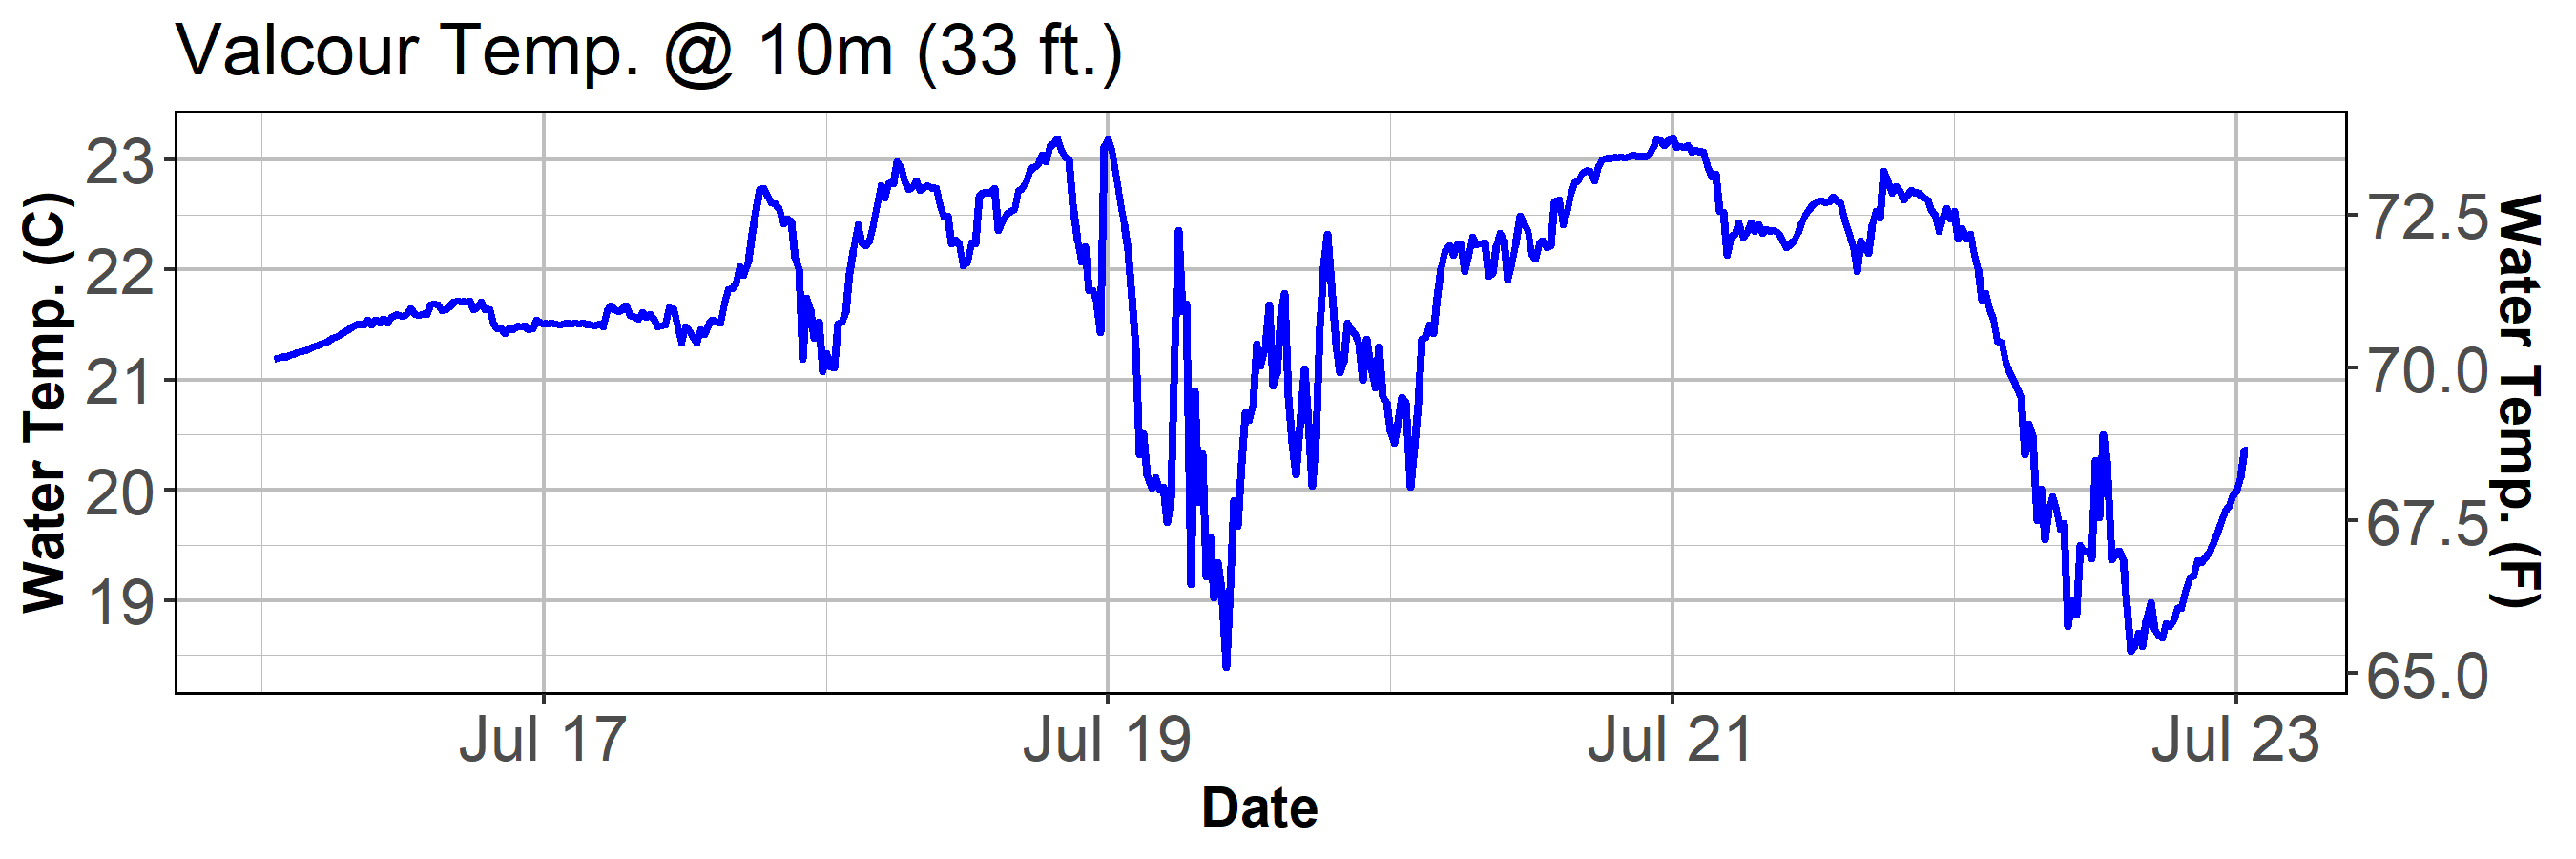 Valcour Temp. @ 10m (33 ft.)
Water Temp. (C)
23
22
21
20
19
72.5
70.0
67.5
65.0
Water Temp. (F)
Jul 17
Jul 19
Jul 21
Jul 23
Date